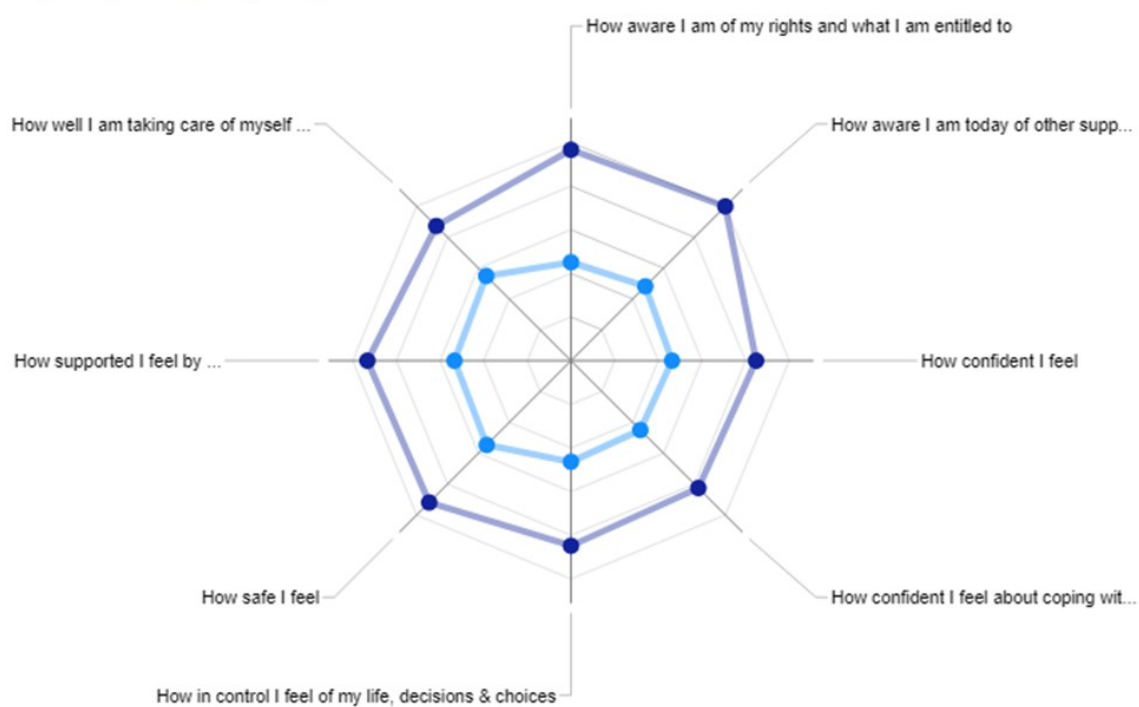 How aware I am of my rights and what I am entitled to
How well I am taking care of myself ...
How aware I am today of other supp...
How supported I feel by ...
How confident I feel
How safe I feel
How confident I feel about coping wit...
How in control I feel of my life, decisions & choices